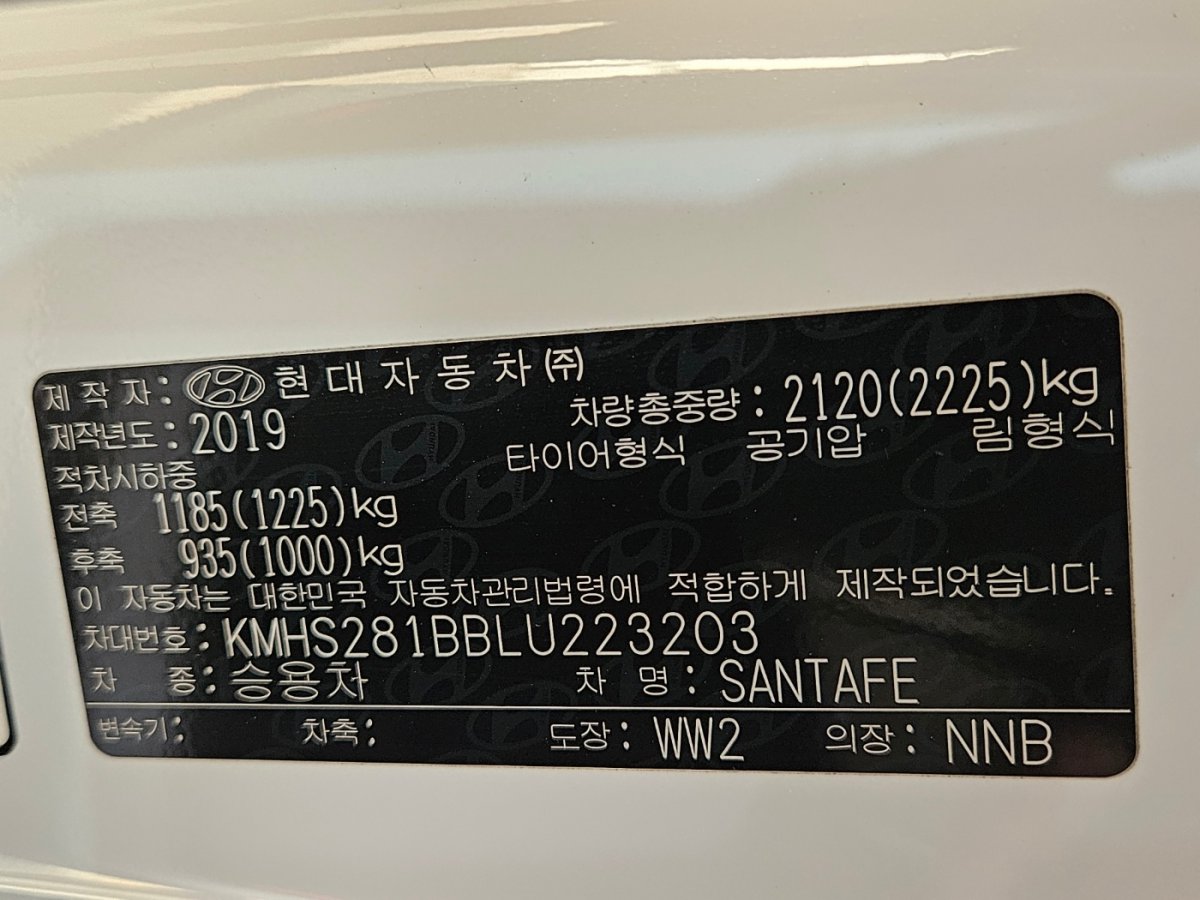 제 작 자: 현 대 자 동 차 (주)
제작년도: 2019 차량총중량: 2120(2225)kg
적차시하중 타이어형식 공기압 림형식
전축 1185(1225)kg
후축 935(1000)kg
이 자동차는 대한민국 자동차관리법령에 적합하게 제작되었습니다.
차대번호: KMHS281BBLU223203
차 종: 승용차 차 명: SANTAFE
변속기: 차축: 도장: WW2 의장: NNB